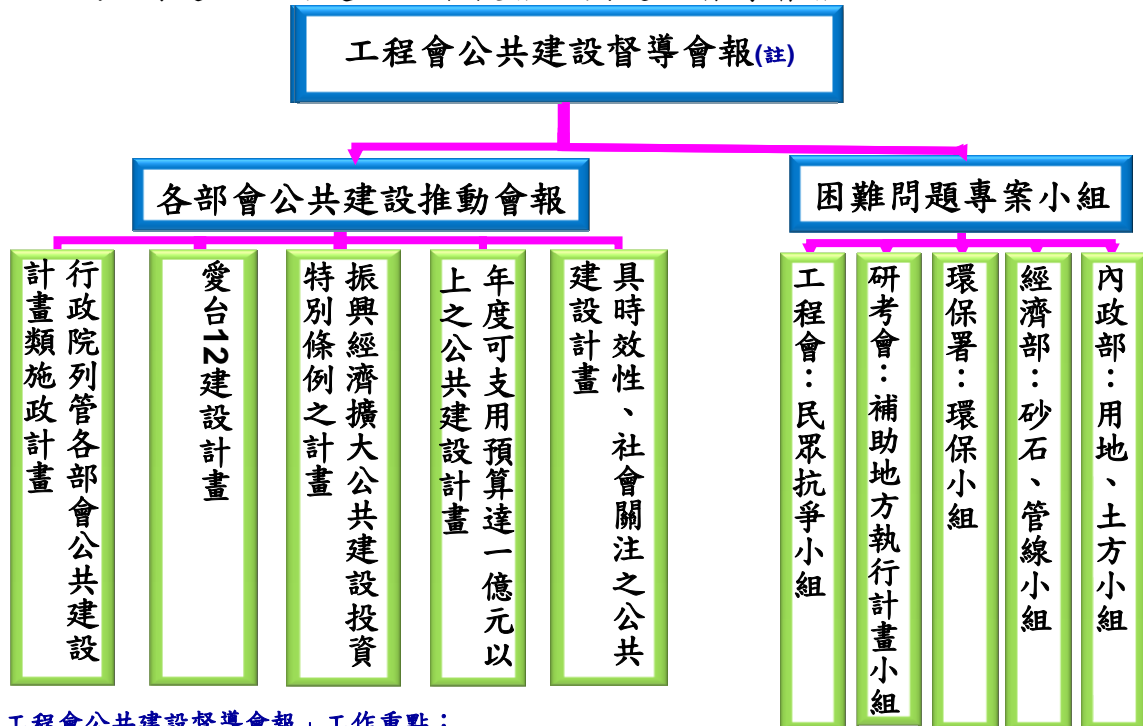 工程會公共建設督導會報(註)
各部會公共建設推動會報
困難問題專案小組
行政院列管各部會公共建設
計畫類施政計畫
愛台12建設計畫
振興經濟擴大公共建設投資
特別條例之計畫
年度可支用預算達一億元以
上之公共建設計畫
具時效性、社會關注之公共
建設計畫
工程會：民眾抗爭小組
研考會：補助地方執行計畫小組
環保署：環保小組
經濟部：砂石、管線小組
內政部：用地、土方小組
工程會公共建設督導會報」工作重點：